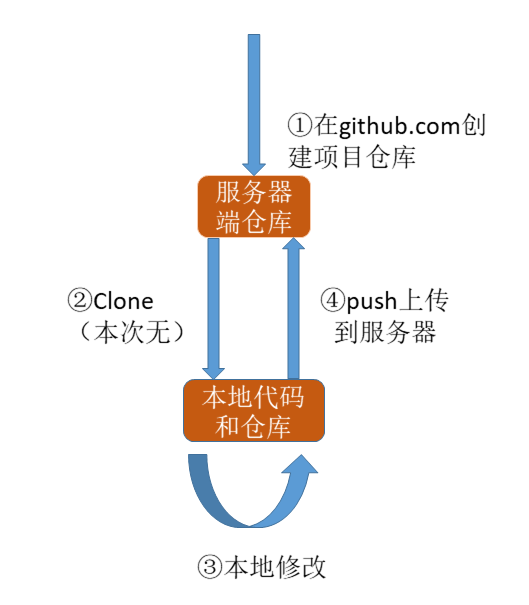 ①在github.com创
建项目仓库
服务器
端仓库
②Clone
（本次无）
④push上传
到服务器
本地代码
和仓库
③本地修改